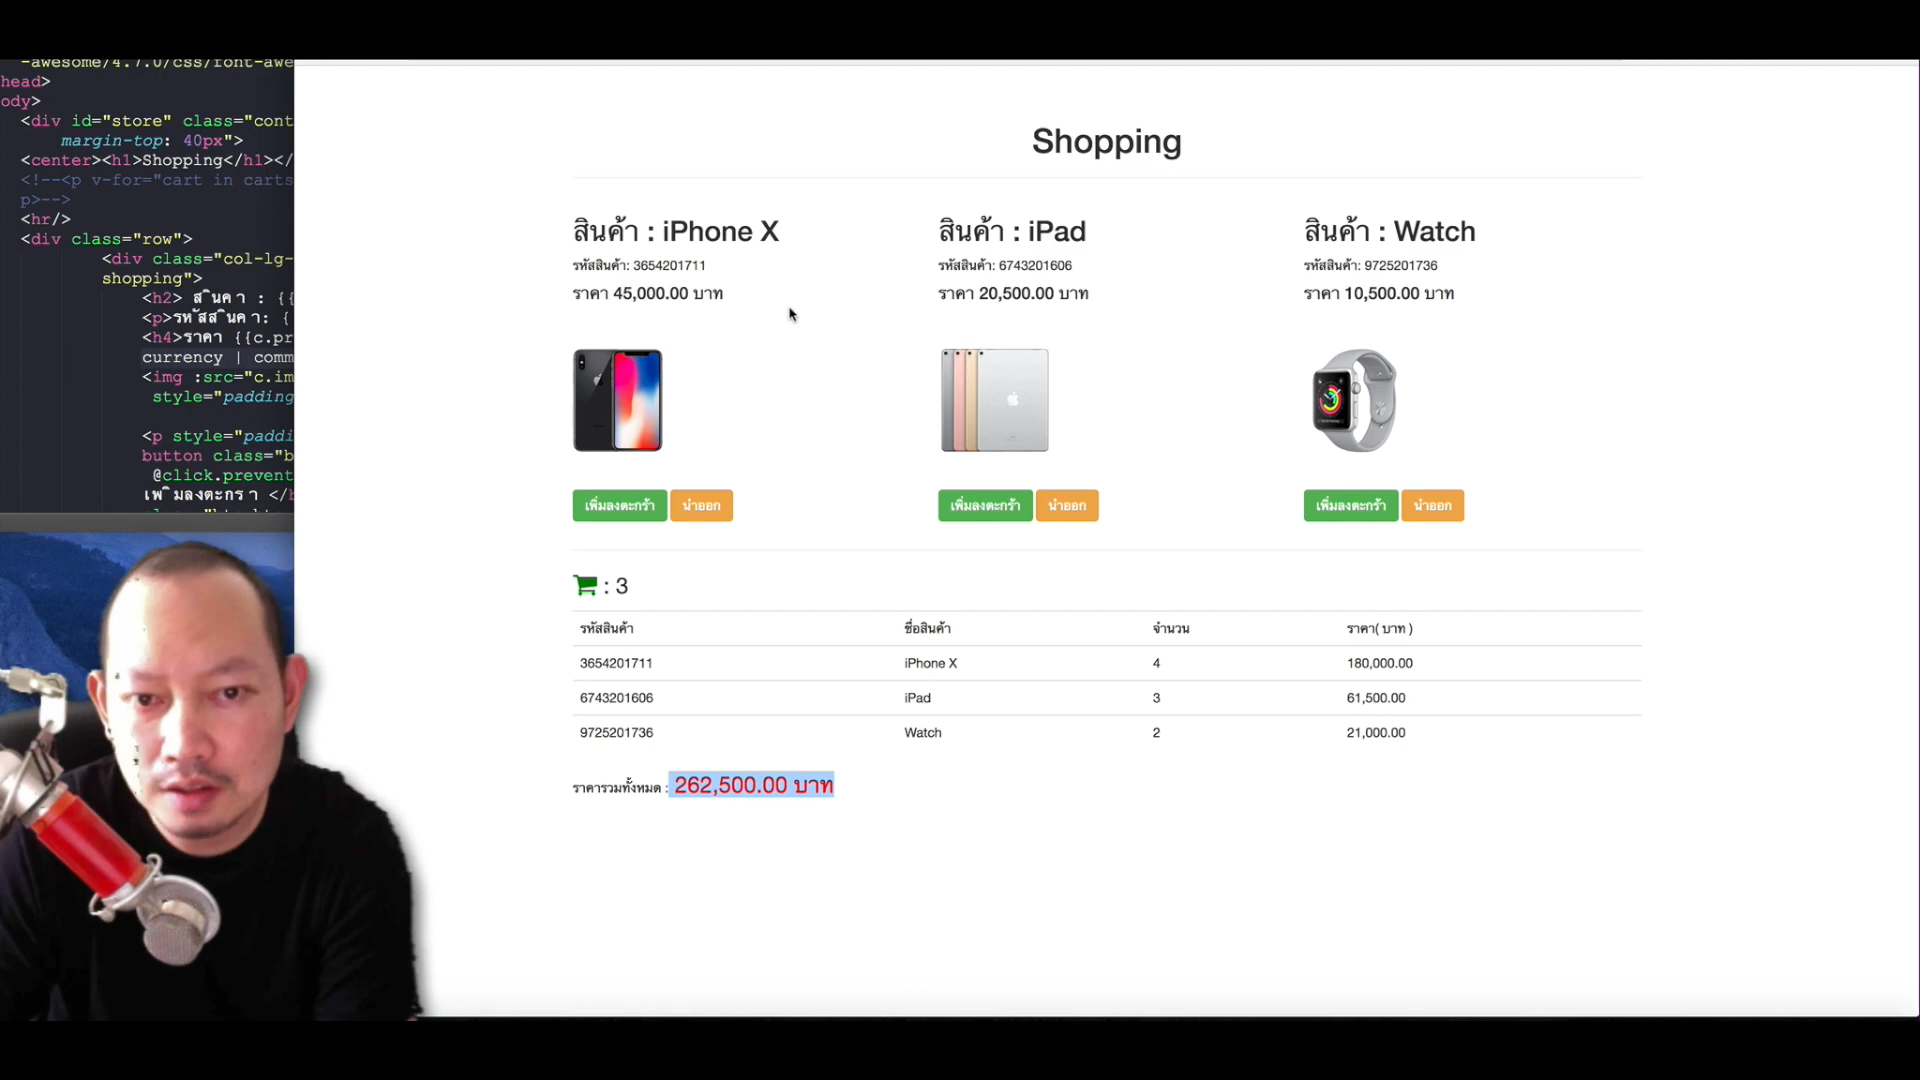 -awesome/4.7.0/css/font-awe
head>
ody>
<div id="store" class="cont
margin-top: 40px">
<center><h1>Shopping</h1></
<!--<p v-for="cart in carts
p>-->
<hr/>
<div class="row">
<div class="col-lg-
shopping">
<h2> สินค้า : {{
<p>รหัสสินค้า: {
<h4>ราคา {{c.pr
currency | comm
<img :src="c.im
style="padding
<p style="paddi
button class="b
@click.prevent
เพิ่มลงตะกร้า </b
Shopping
สินค้า : iPhone X
รหัสสินค้า: 3654201711
ราคา 45,000.00 บาท
เพิ่มลงตะกร้า นำออก
สินค้า : iPad
รหัสสินค้า: 6743201606
ราคา 20,500.00 บาท
เพิ่มลงตะกร้า นำออก
สินค้า : Watch
รหัสสินค้า: 9725201736
ราคา 10,500.00 บาท
เพิ่มลงตะกร้า นำออก
: 3
รหัสสินค้า ชื่อสินค้า จำนวน ราคา( บาท )
3654201711 iPhone X 4 180,000.00
6743201606 iPad 3 61,500.00
9725201736 Watch 2 21,000.00
ราคารวมทั้งหมด : 262,500.00 บาท